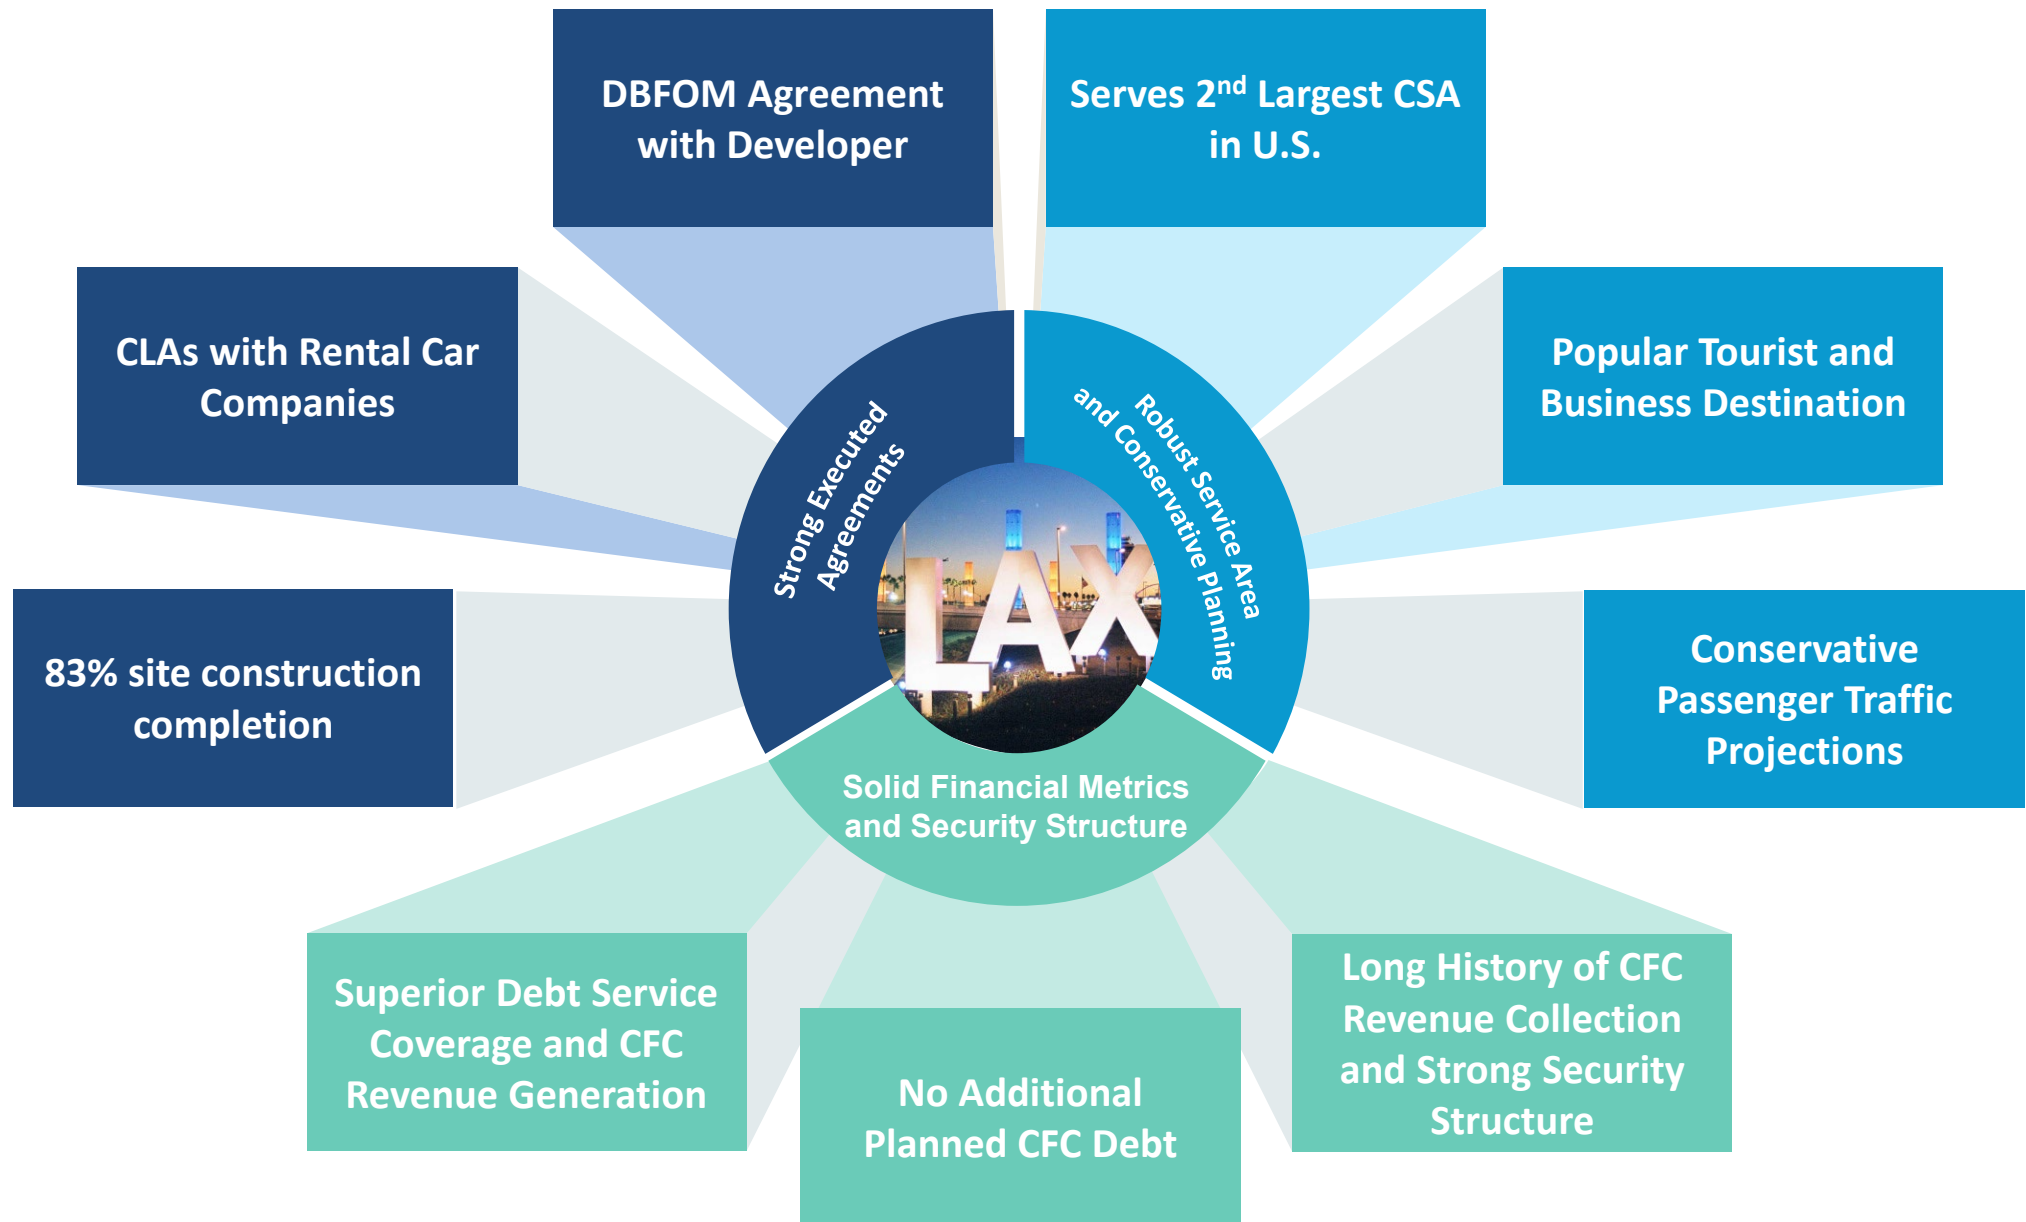 DBFOM Agreement
with Developer
Serves 2nd Largest CSA
in U.S.
CLAs with Rental Car
Companies
Popular Tourist and
Business Destination
Strong Executed
Agreements
Robust Service Area
and Conservative Planning
LAX
83% site construction
completion
Conservative
Passenger Traffic
Projections
Solid Financial Metrics
and Security Structure
Superior Debt Service
Coverage and CFC
Revenue Generation
No Additional
Planned CFC Debt
Long History of CFC
Revenue Collection
and Strong Security
Structure